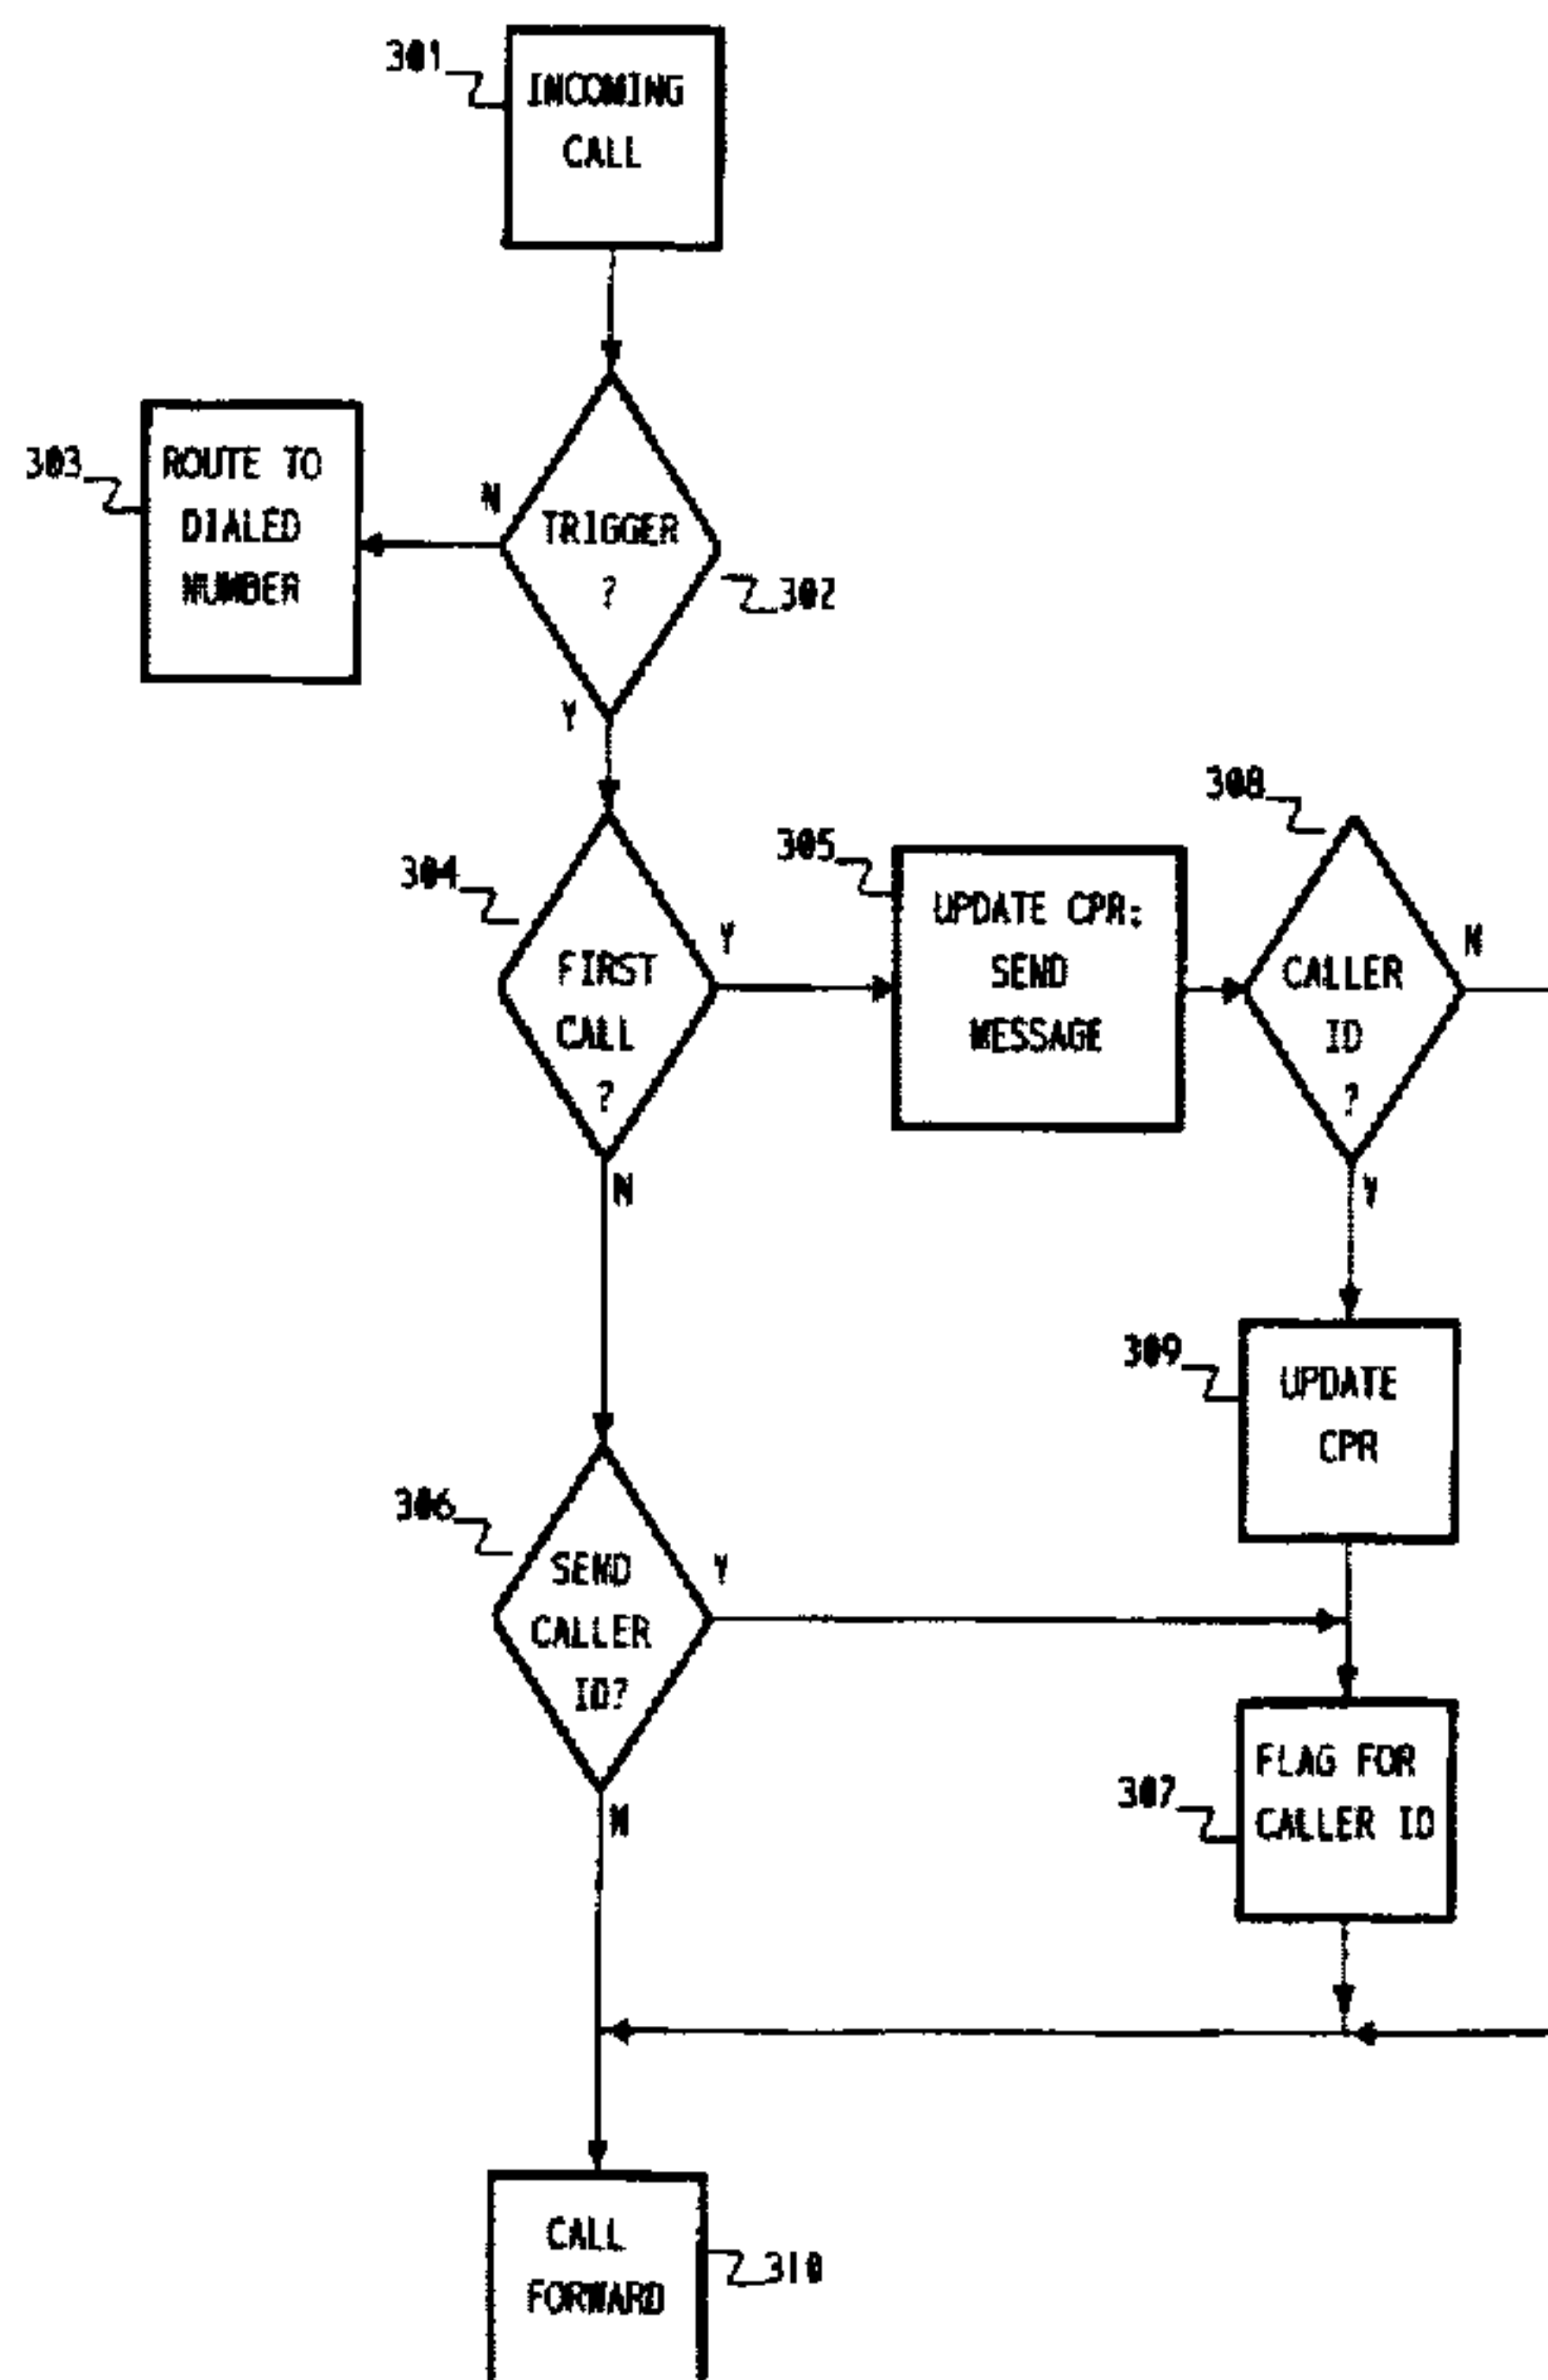 301
INCOMING
CALL
303
ROUTE TO
DIALED
NUMBER
N
TRIGGER
?
302
Y
304
FIRST
CALL
?
Y
N
305
UPDATE CPR;
SEND
MESSAGE
308
CALLER
ID
?
N
Y
309
UPDATE
CPR
306
SEND
CALLER
ID?
Y
N
307
FLAG FOR
CALLER ID
CALL
FORWARD
310